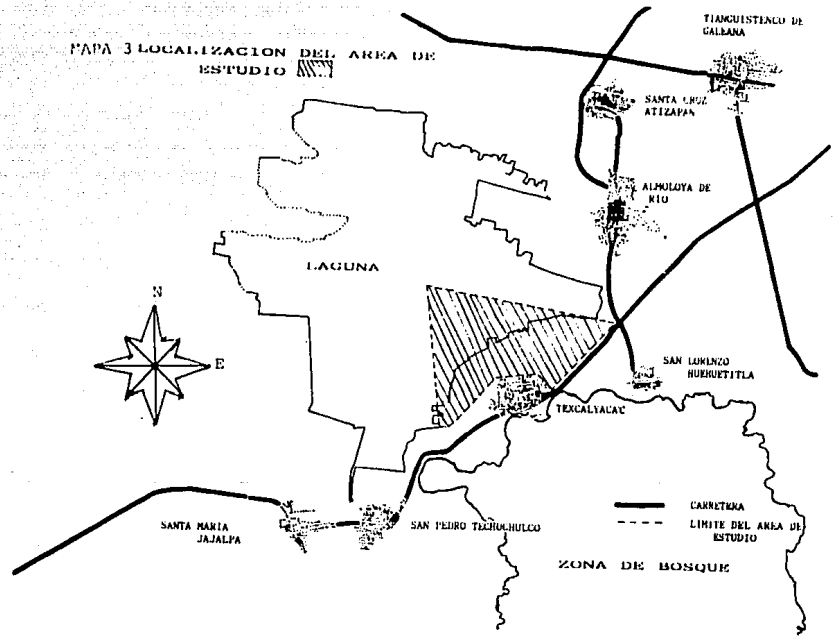 MAPA 3 LOCALIZACION DEL AREA DE
ESTUDIO
TIANGUISTENCO DE
GALEANA
SANTA CRUZ
ATIZAPAN
ALMOLOYA DE
RIO
LAGUNA
N
E
SAN LORENZO
HUEHUETITLA
TEXCALYACAC
SANTA MARIA
JAJALPA
SAN PEDRO TECHUCHULCO
CARRETERA
LIMITE DEL AREA DE
ESTUDIO
ZONA DE BOSQUE